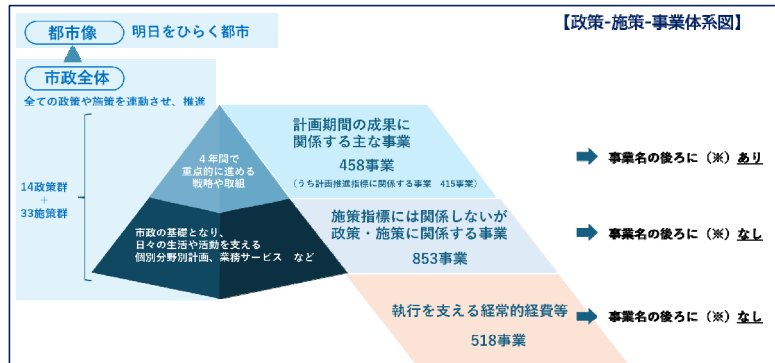 【政策-施策-事業体系図】
都市像 明日をひらく都市
市政全体
全ての政策や施策を連動させ、推進
14政策群
+
33施策群
4年間で
重点的に進める
戦略や取組
市政の基礎となり、
日々の生活や活動を支える
個別分野別計画、業務サービス など
計画期間の成果に
関係する主な事業
458事業
(うち計画推進指標に関係する事業 415事業)
事業名の後ろに(※)あり
施策指標には関係しないが
政策・施策に関係する事業
853事業
事業名の後ろに(※)なし
執行を支える経常的経費等
518事業
事業名の後ろに(※)なし